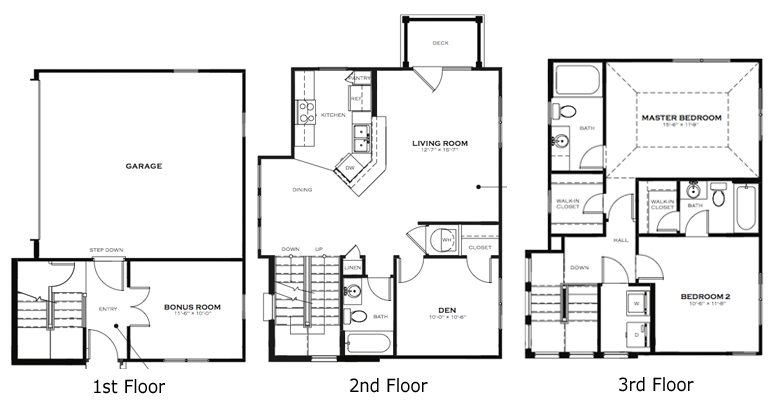 GARAGE
STEP DOWN
ENTRY
BONUS ROOM
11'-6" × 10'-0"
1st Floor
DECK
PANTRY
REF
KITCHEN
LIVING ROOM
12'-7" × 15'-7"
DW
DINING
DOWN UP
WH
CLOSET
LINEN
BATH
DEN
10'-0" × 10'-6"
2nd Floor
BATH
MASTER BEDROOM
15'-6" × 11'-9"
WALK-IN
CLOSET
WALK-IN
CLOSET
BATH
HALL
DOWN
BEDROOM 2
10'-6" × 11'-8"
W
D
3rd Floor